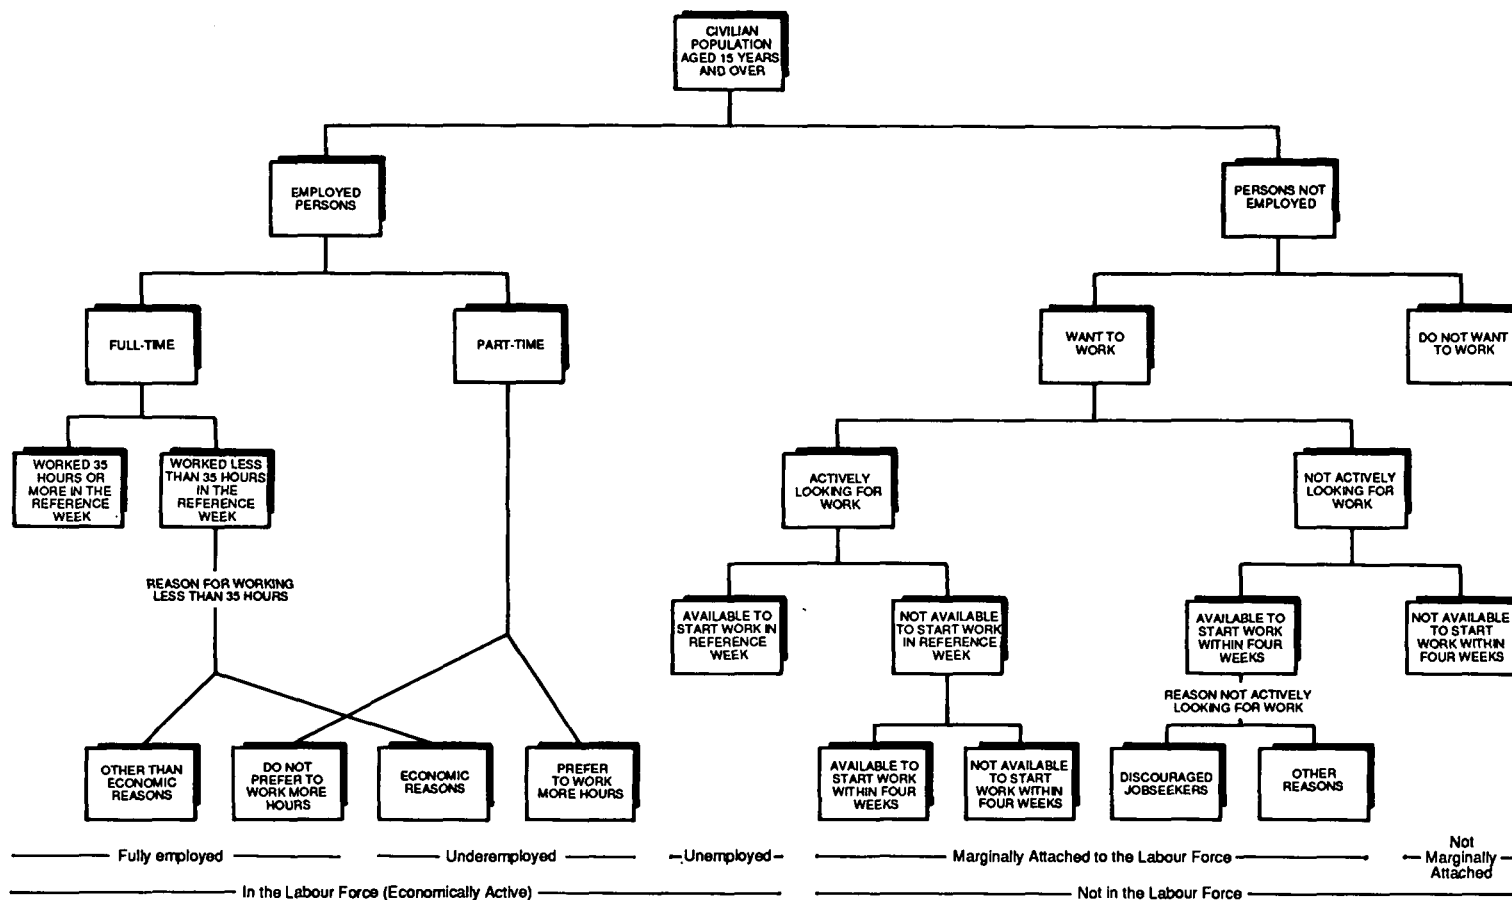 CIVILIAN
POPULATION
AGED 15 YEARS
AND OVER
EMPLOYED
PERSONS
PERSONS NOT
EMPLOYED
FULL-TIME
PART-TIME
WANT TO
WORK
DO NOT WANT
TO WORK
WORKED 35
HOURS OR
MORE IN THE
REFERENCE
WEEK
WORKED LESS
THAN 35 HOURS
IN THE
REFERENCE
WEEK
ACTIVELY
LOOKING FOR
WORK
NOT ACTIVELY
LOOKING FOR
WORK
REASON FOR WORKING
LESS THAN 35 HOURS
AVAILABLE TO
START WORK IN
REFERENCE
WEEK
NOT AVAILABLE
TO START WORK
IN REFERENCE
WEEK
AVAILABLE TO
START WORK
WITHIN FOUR
WEEKS
NOT AVAILABLE
TO START
WORK WITHIN
FOUR WEEKS
REASON NOT ACTIVELY
LOOKING FOR WORK
OTHER THAN
ECONOMIC
REASONS
DO NOT
PREFER TO
WORK MORE
HOURS
ECONOMIC
REASONS
PREFER
TO WORK
MORE HOURS
AVAILABLE TO
START WORK
WITHIN FOUR
WEEKS
NOT AVAILABLE
TO START
WORK WITHIN
FOUR WEEKS
DISCOURAGED
JOBSEEKERS
OTHER
REASONS
Fully employed
Underemployed
Unemployed
Marginally Attached to the Labour Force
Not
Marginally
Attached
In the Labour Force (Economically Active)
Not in the Labour Force